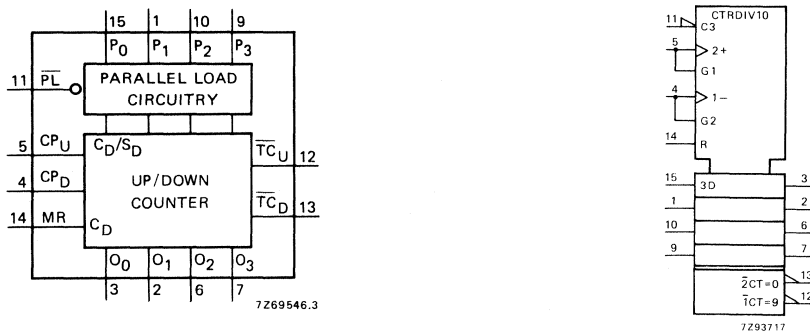 15 1 10 9
P0 P1 P2 P3
11 PL
PARALLEL LOAD
CIRCUITRY
5 CPU
CD/SD
TCU 12
4 CPD
UP/DOWN
COUNTER
TCD 13
14 MR
CD
O0 O1 O2 O3
3 2 6 7
7Z69546.3
CTRDIV10
11 C3
5 2+
G1
4 1−
G2
14 R
15 3D 3
1 2
10 6
9 7
2CT=0 13
1CT=9 12
7Z93717